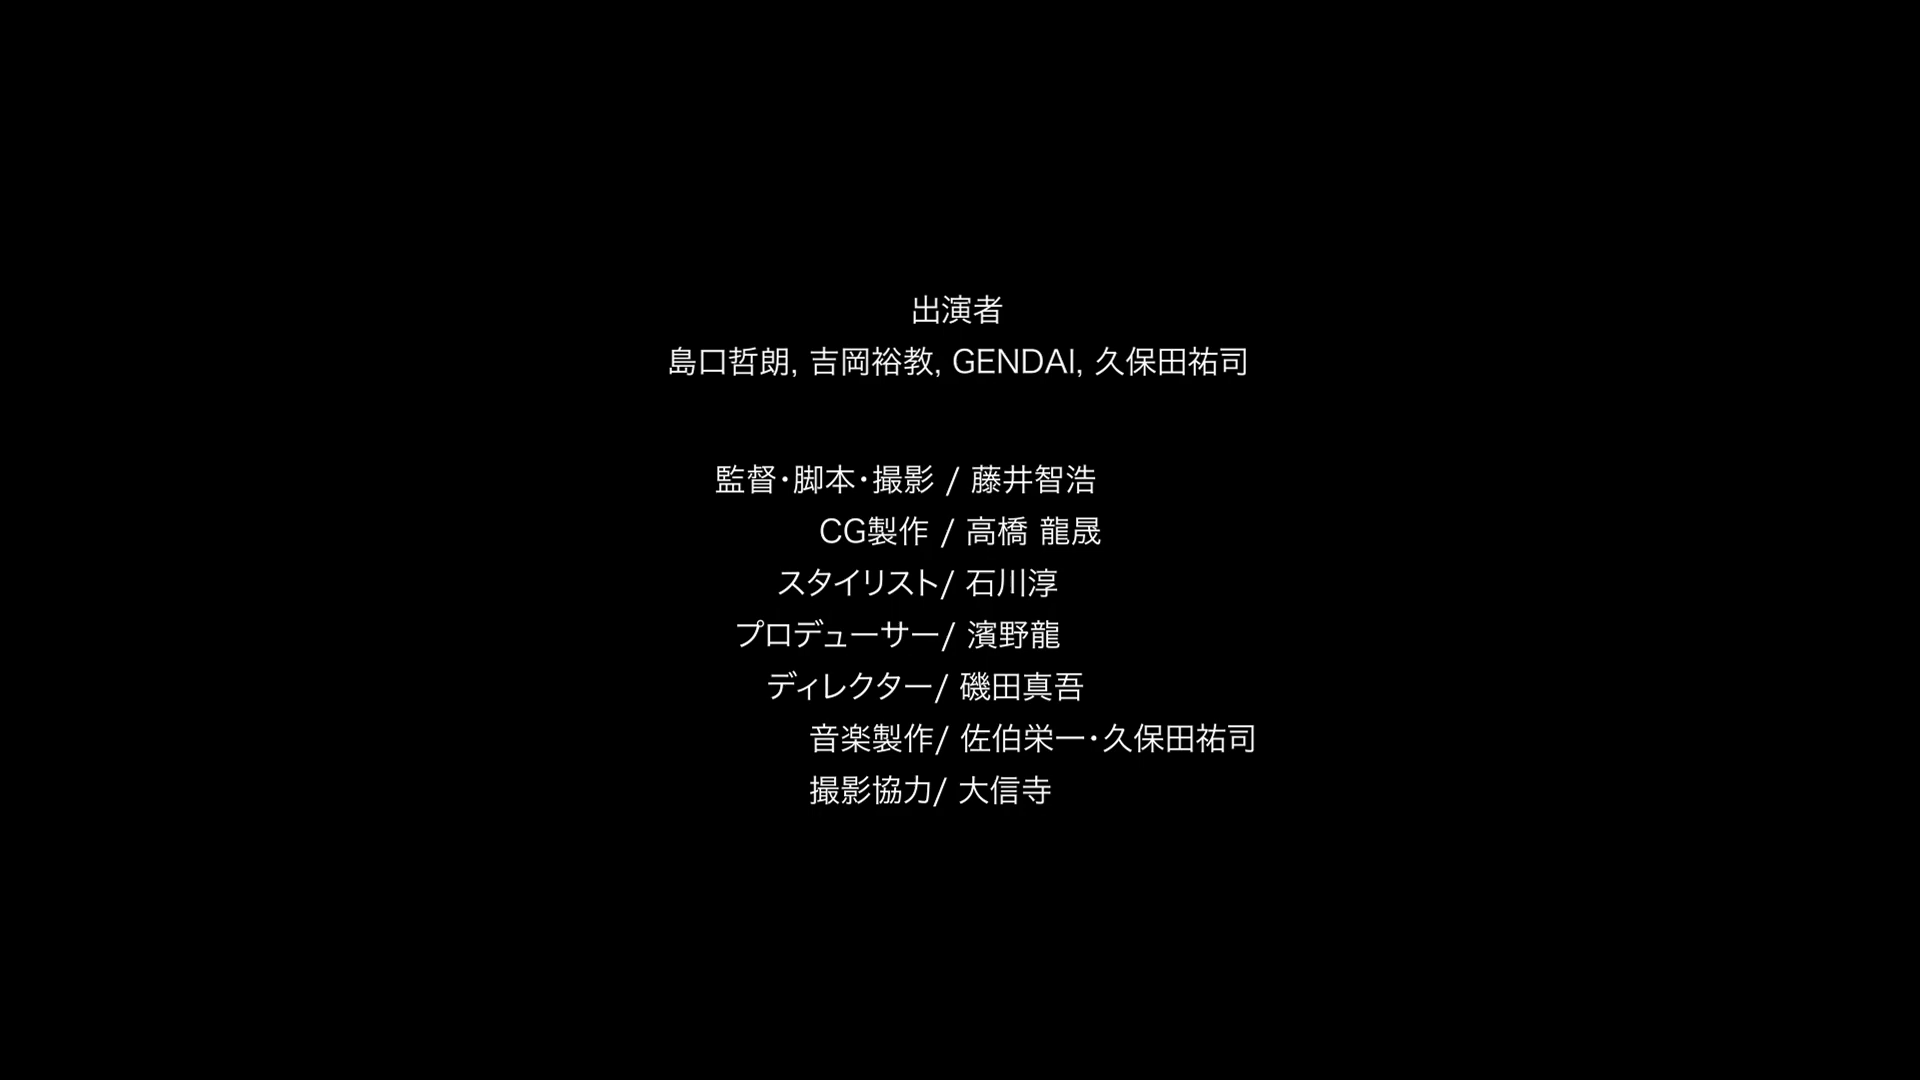 出演者
島口哲朗, 吉岡裕教, GENDAI, 久保田祐司
監督・脚本・撮影 / 藤井智浩
CG製作 / 高橋 龍晟
スタイリスト/ 石川淳
プロデューサー/ 濱野龍
ディレクター/ 磯田真吾
音楽製作/ 佐伯栄一・久保田祐司
撮影協力/ 大信寺